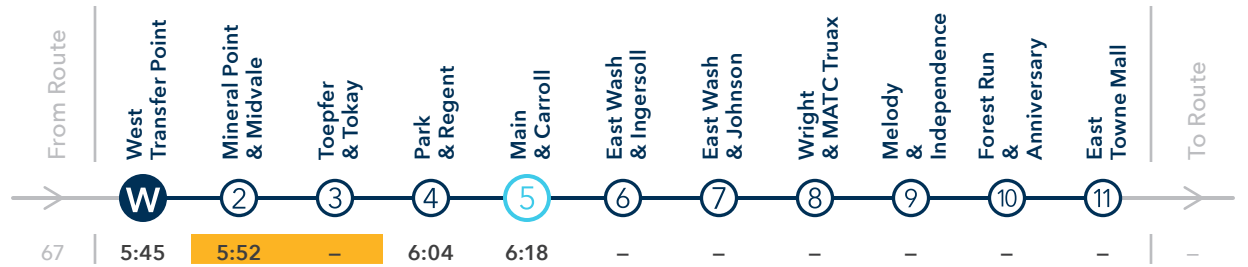 From Route
West
Transfer Point
Mineral Point
& Midvale
Toepfer
& Tokay
Park
& Regent
Main
& Carroll
East Wash
& Ingersoll
East Wash
& Johnson
Wright
& MATC Truax
Melody
&
Independence
Forest Run
&
Anniversary
East
Towne Mall
To Route
W 2 3 4 5 6 7 8 9 10 11
67 5:45 5:52 – 6:04 6:18 – – – – – – –